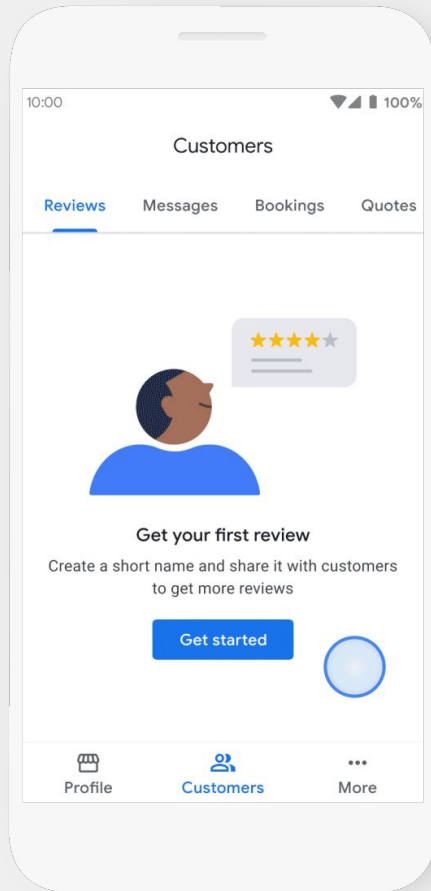 10:00 100%
Customers
Reviews Messages Bookings Quotes
Get your first review
Create a short name and share it with customers
to get more reviews
Get started
Profile Customers More